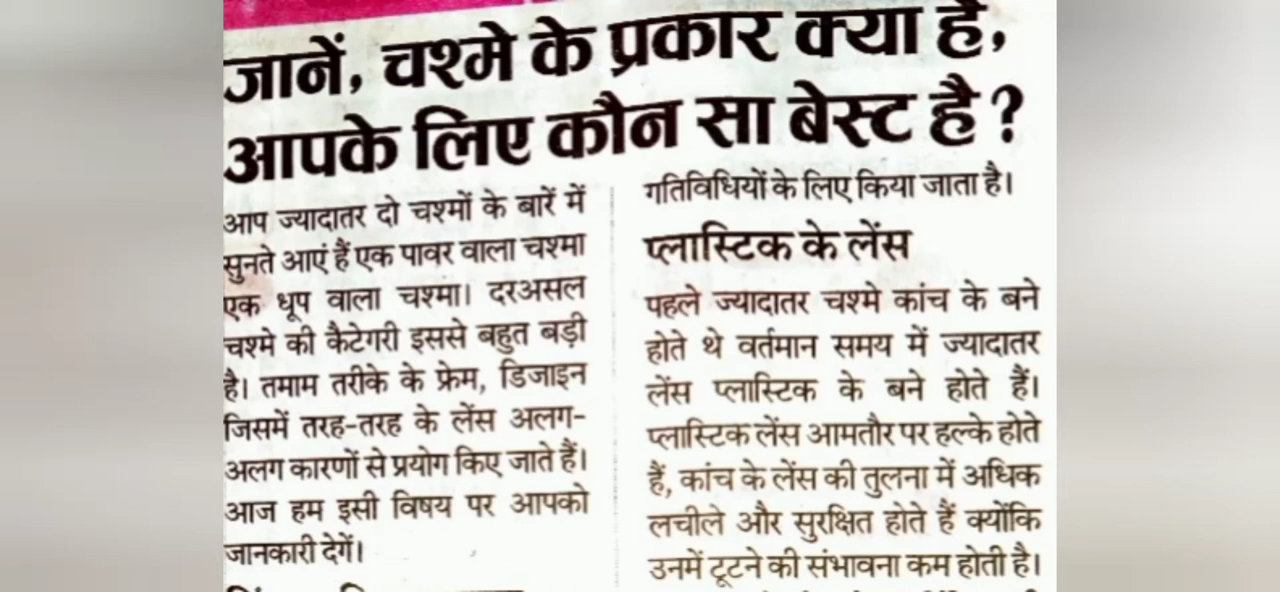 जानें, चश्मे के प्रकार क्या है,
आपके लिए कौन सा बेस्ट है?
आप ज्यादातर दो चश्मों के बारें में
सुनते आएं हैं एक पावर वाला चश्मा
एक धूप वाला चश्मा। दरअसल
चश्मे की कैटेगरी इससे बहुत बड़ी
है। तमाम तरीके के फ्रेम, डिजाइन
जिसमें तरह-तरह के लेंस अलग-
अलग कारणों से प्रयोग किए जाते हैं।
आज हम इसी विषय पर आपको
जानकारी देगें।
गतिविधियों के लिए किया जाता है।
प्लास्टिक के लेंस
पहले ज्यादातर चश्मे कांच के बने
होते थे वर्तमान समय में ज्यादातर
लेंस प्लास्टिक के बने होते हैं।
प्लास्टिक लेंस आमतौर पर हल्के होते
हैं, कांच के लेंस की तुलना में अधिक
लचीले और सुरक्षित होते हैं क्योंकि
उनमें टूटने की संभावना कम होती है।